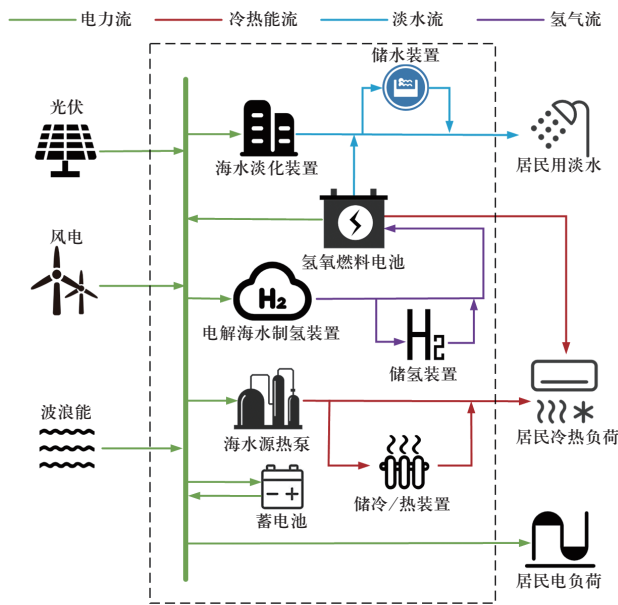 电力流 冷热能流 淡水流 氢气流
储水装置
光伏
海水淡化装置
居民用淡水
风电
氢氧燃料电池
H₂
电解海水制氢装置
H₂
储氢装置
波浪能
海水源热泵
居民冷热负荷
储冷/热装置
蓄电池
居民电负荷